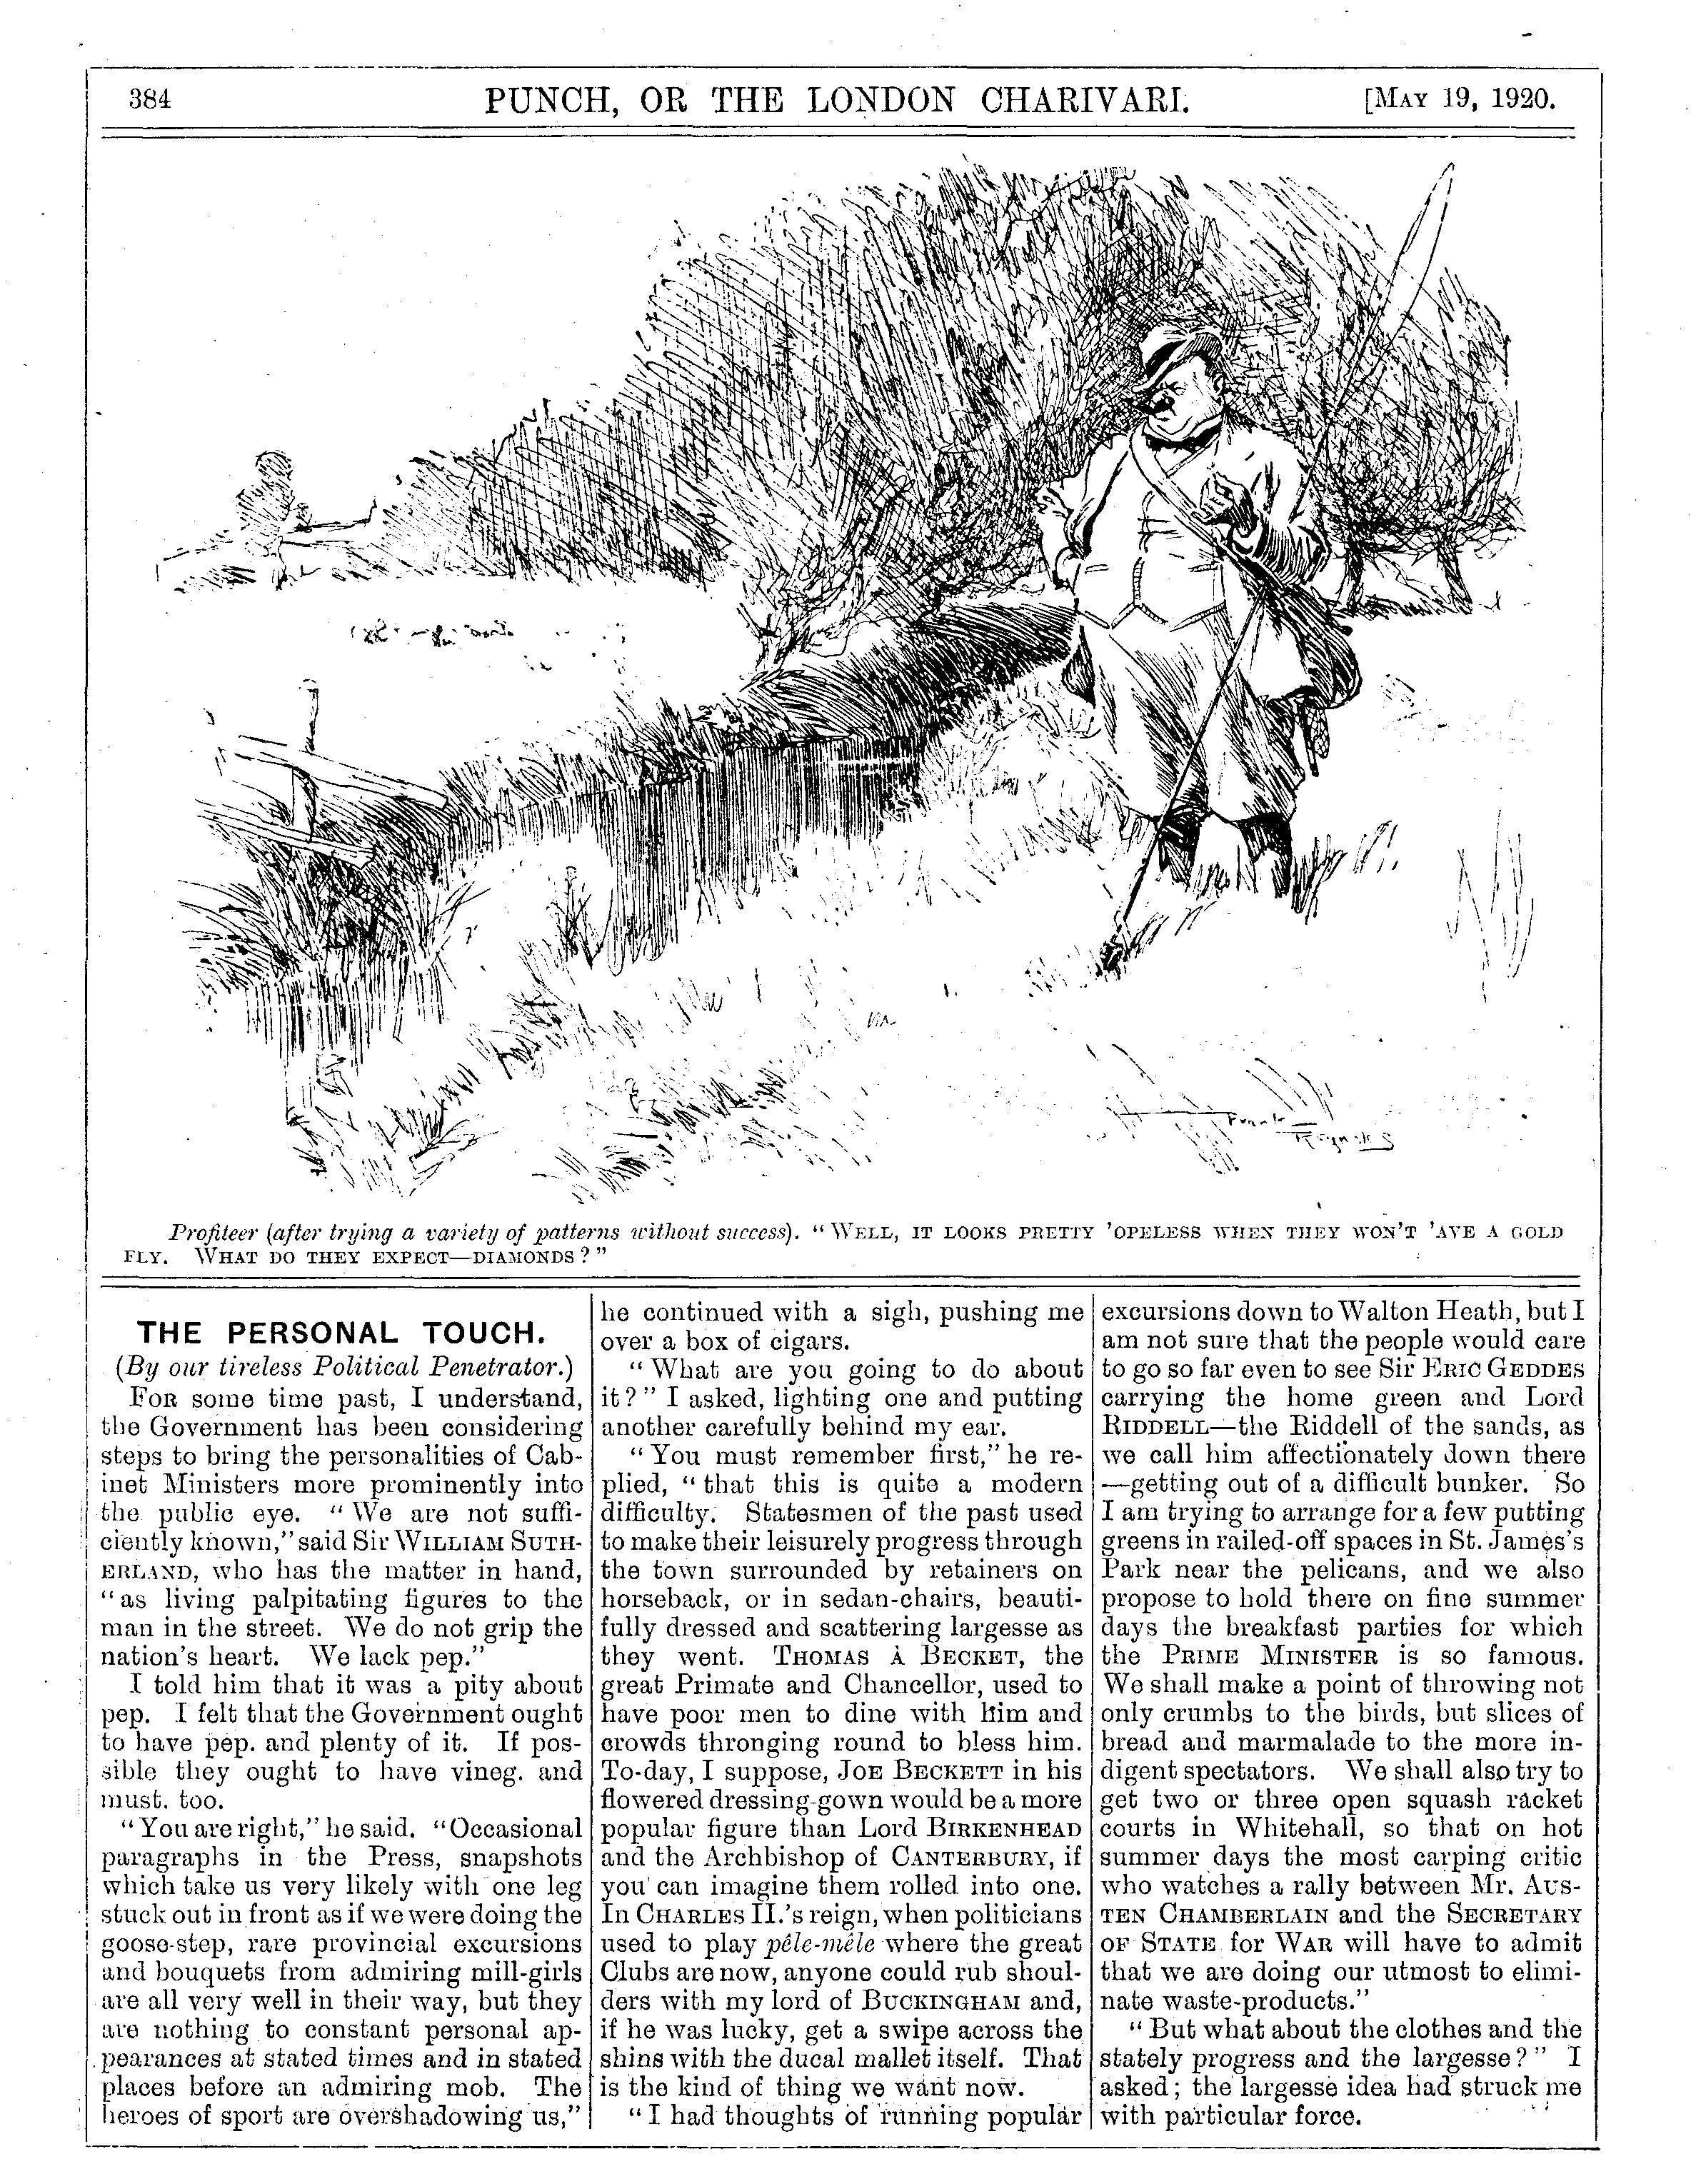 384
PUNCH, OR THE LONDON CHARIVARI.
[MAY 19, 1920.
Frank
Reynolds
Profiteer (after trying a variety of patterns without success). "WELL, IT LOOKS PRETTY 'OPELESS WHEN THEY WON'T 'AVE A GOLD
FLY. WHAT DO THEY EXPECT—DIAMONDS?"
THE PERSONAL TOUCH.
(By our tireless Political Penetrator.)
FOR some time past, I understand,
the Government has been considering
steps to bring the personalities of Cab-
inet Ministers more prominently into
the public eye. "We are not suffi-
ciently known," said Sir WILLIAM SUTH-
ERLAND, who has the matter in hand,
"as living palpitating figures to the
man in the street. We do not grip the
nation's heart. We lack pep."
I told him that it was a pity about
pep. I felt that the Government ought
to have pep. and plenty of it. If pos-
sible they ought to have vineg. and
must. too.
"You are right," he said. "Occasional
paragraphs in the Press, snapshots
which take us very likely with one leg
stuck out in front as if we were doing the
goose-step, rare provincial excursions
and bouquets from admiring mill-girls
are all very well in their way, but they
are nothing to constant personal ap-
pearances at stated times and in stated
places before an admiring mob. The
heroes of sport are overshadowing us,"
he continued with a sigh, pushing me
over a box of cigars.
"What are you going to do about
it?" I asked, lighting one and putting
another carefully behind my ear.
"You must remember first," he re-
plied, "that this is quite a modern
difficulty. Statesmen of the past used
to make their leisurely progress through
the town surrounded by retainers on
horseback, or in sedan-chairs, beauti-
fully dressed and scattering largesse as
they went. THOMAS À BECKET, the
great Primate and Chancellor, used to
have poor men to dine with him and
crowds thronging round to bless him.
To-day, I suppose, JOE BECKETT in his
flowered dressing-gown would be a more
popular figure than Lord BIRKENHEAD
and the Archbishop of CANTERBURY, if
you can imagine them rolled into one.
In CHARLES II.'s reign, when politicians
used to play pêle-mêle where the great
Clubs are now, anyone could rub shoul-
ders with my lord of BUCKINGHAM and,
if he was lucky, get a swipe across the
shins with the ducal mallet itself. That
is the kind of thing we want now.
"I had thoughts of running popular
excursions down to Walton Heath, but I
am not sure that the people would care
to go so far even to see Sir ERIC GEDDES
carrying the home green and Lord
RIDDELL—the Riddell of the sands, as
we call him affectionately down there
—getting out of a difficult bunker. So
I am trying to arrange for a few putting
greens in railed-off spaces in St. James's
Park near the pelicans, and we also
propose to hold there on fine summer
days the breakfast parties for which
the PRIME MINISTER is so famous.
We shall make a point of throwing not
only crumbs to the birds, but slices of
bread and marmalade to the more in-
digent spectators. We shall also try to
get two or three open squash racket
courts in Whitehall, so that on hot
summer days the most carping critic
who watches a rally between Mr. AUS-
TEN CHAMBERLAIN and the SECRETARY
OF STATE for WAR will have to admit
that we are doing our utmost to elimi-
nate waste-products."
"But what about the clothes and the
stately progress and the largesse?" I
asked; the largesse idea had struck me
with particular force.